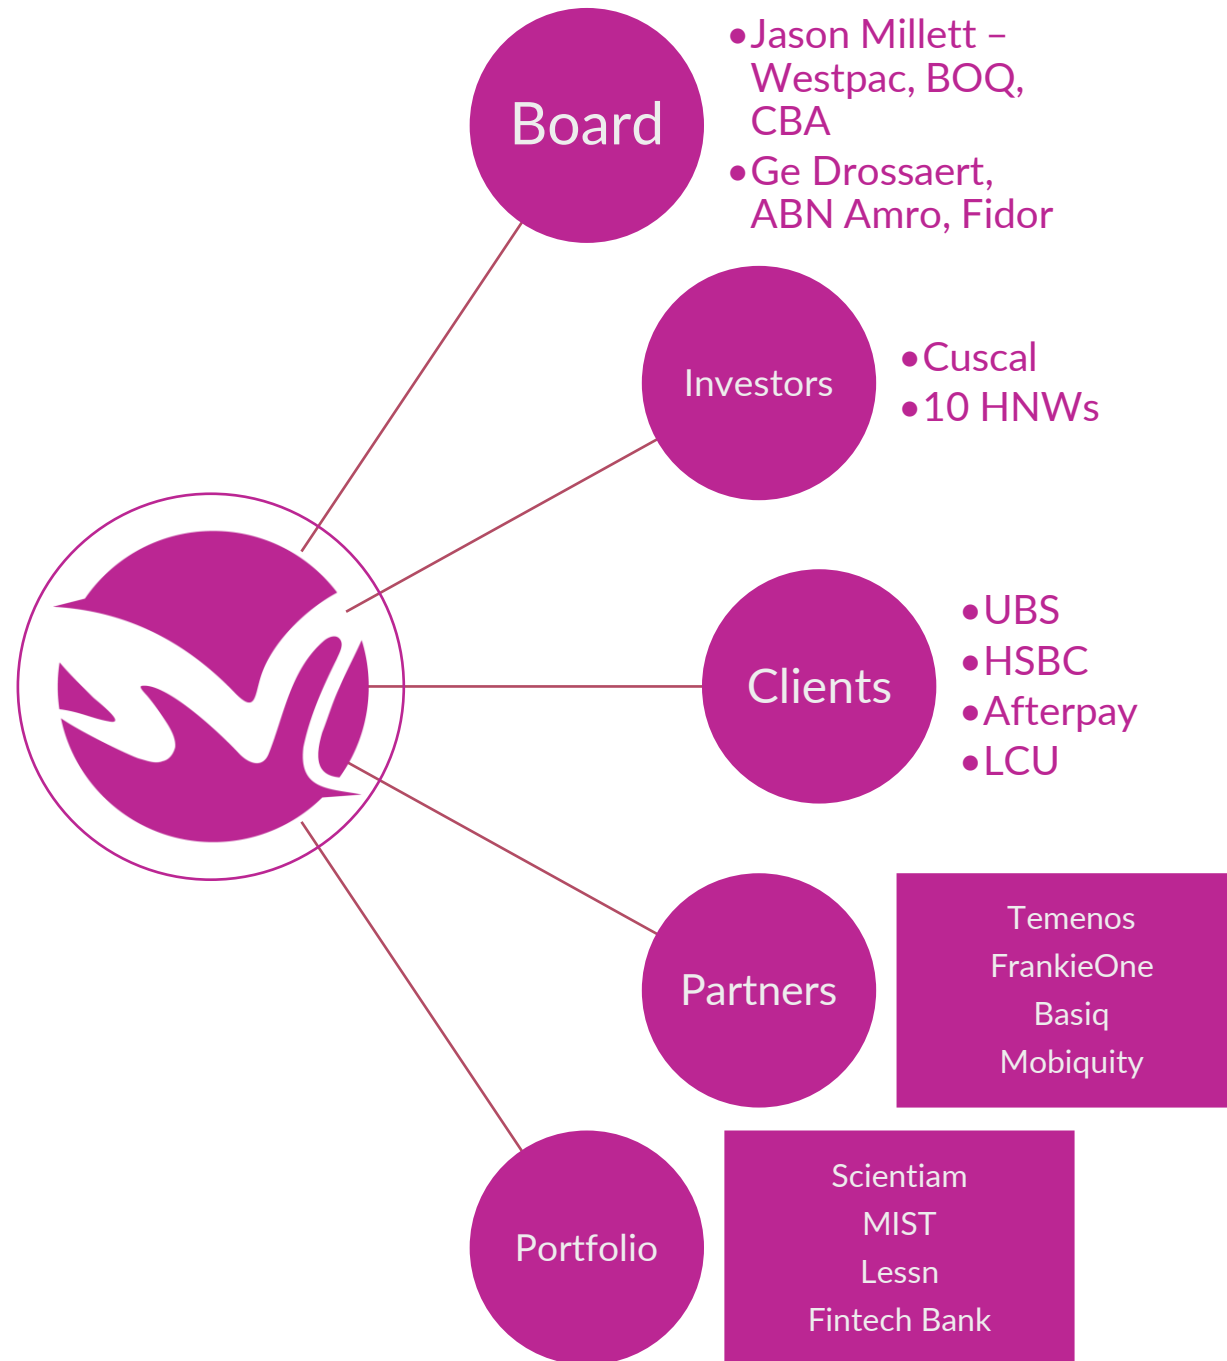 Board
•Jason Millett –
Westpac, BOQ,
CBA
•Ge Drossaert,
ABN Amro, Fidor
Investors
•Cuscal
•10 HNWs
Clients
•UBS
•HSBC
•Afterpay
•LCU
Partners
Temenos
FrankieOne
Basiq
Mobiquity
Portfolio
Scientiam
MIST
Lessn
Fintech Bank